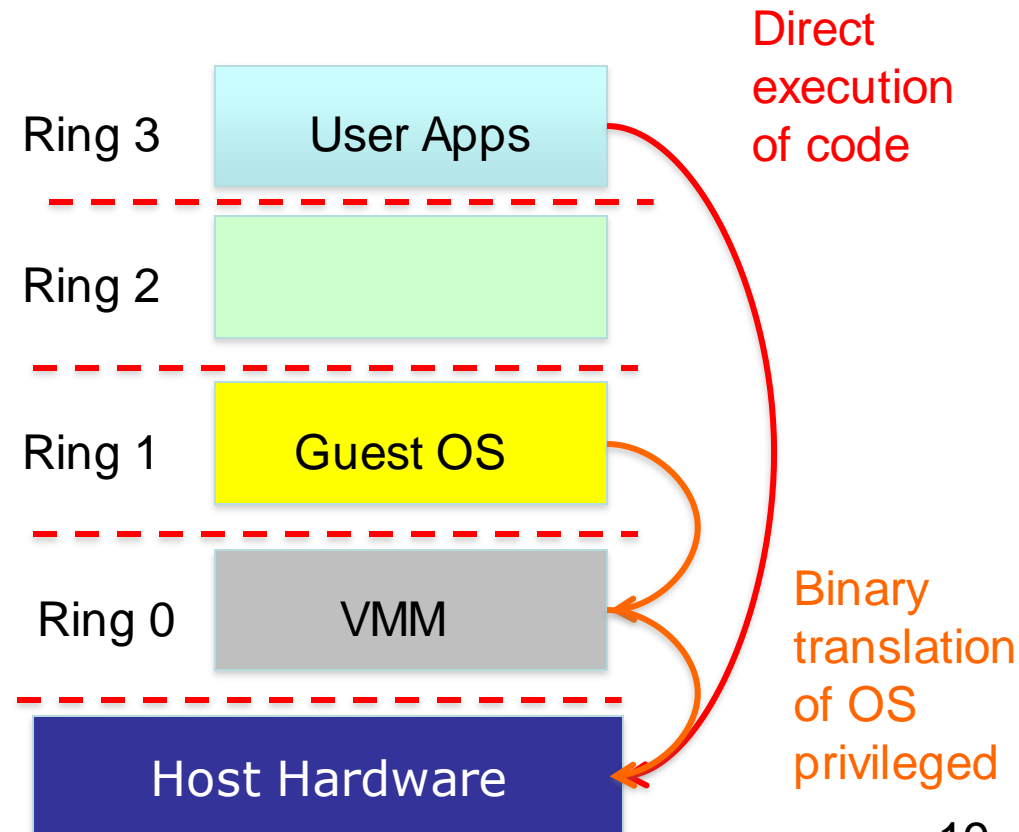 Direct
execution
of code
Ring 3
User Apps
Ring 2
Ring 1
Guest OS
Ring 0
VMM
Binary
translation
of OS
privileged
Host Hardware